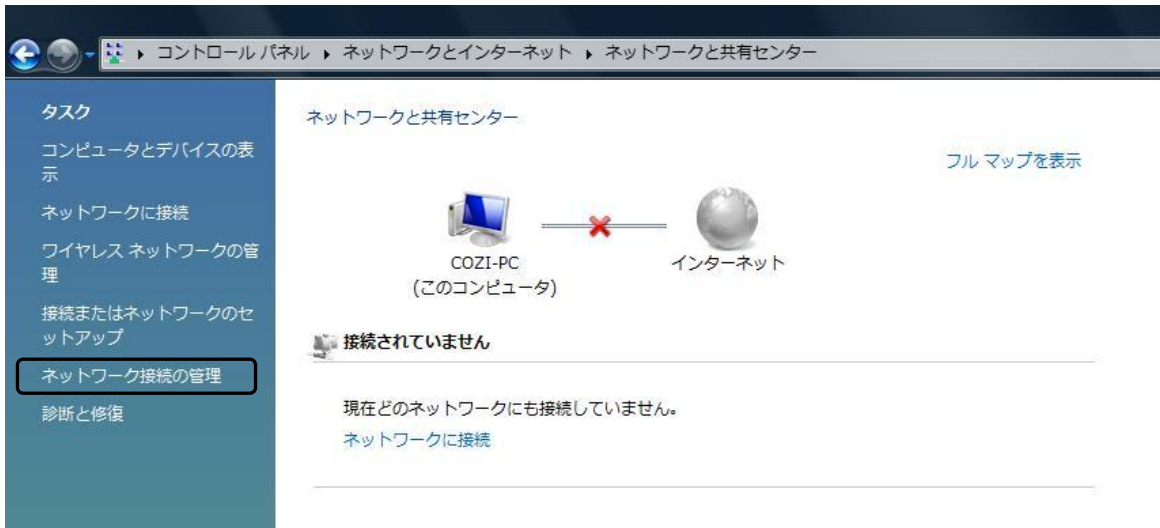 コントロール パネル ▸ ネットワークとインターネット ▸ ネットワークと共有センター
タスク
コンピュータとデバイスの表
示
ネットワークに接続
ワイヤレス ネットワークの管
理
接続またはネットワークのセ
ットアップ
ネットワーク接続の管理
診断と修復
ネットワークと共有センター
フル マップを表示
COZI-PC
(このコンピュータ)
インターネット
接続されていません
現在どのネットワークにも接続していません。
ネットワークに接続